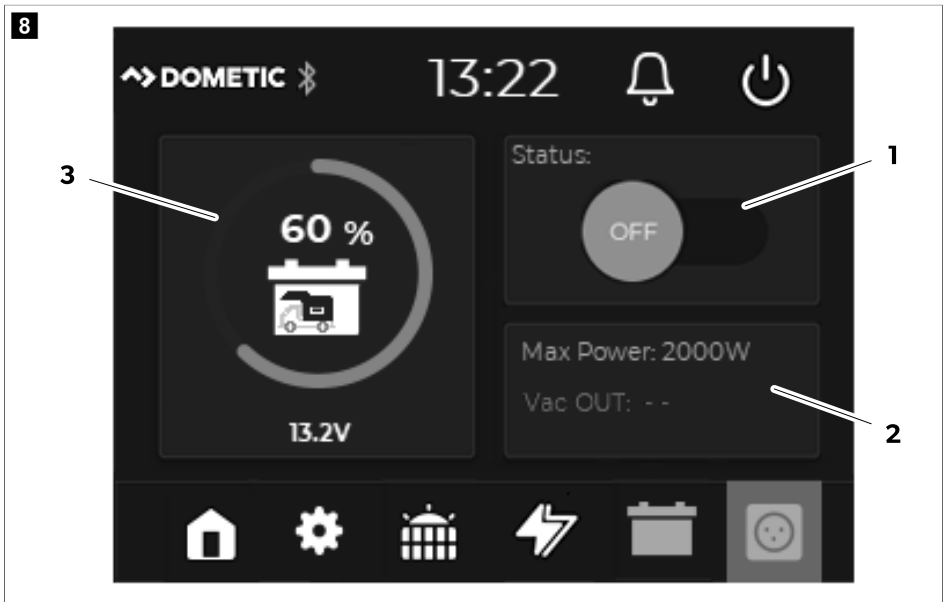 8
DOMETIC 13:22
Status:
1
3
60 %
OFF
Max Power: 2000W
Vac OUT: - -
13.2V
2